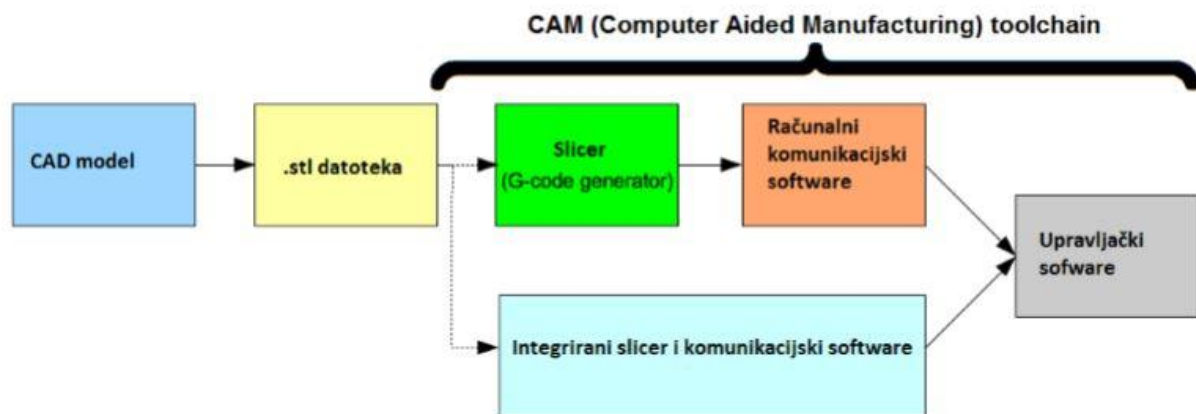 CAM (Computer Aided Manufacturing) toolchain
CAD model
.stl datoteka
Slicer
(G-code generator)
Računalni
komunikacijski
software
Upravljački
sofware
Integrirani slicer i komunikacijski software